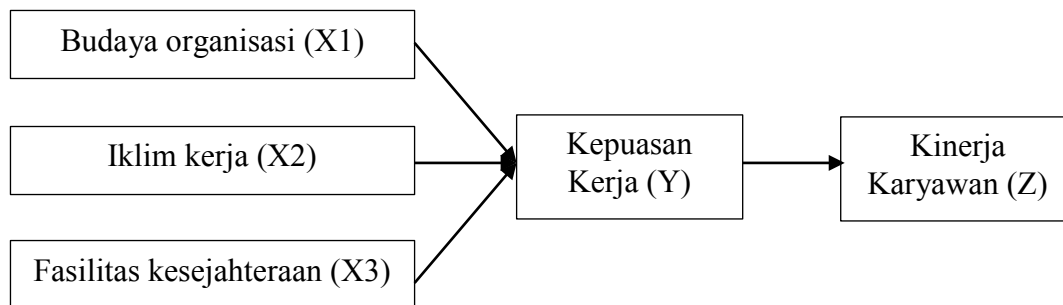 Budaya organisasi (X1)
Iklim kerja (X2)
Fasilitas kesejahteraan (X3)
Kepuasan
Kerja (Y)
Kinerja
Karyawan (Z)